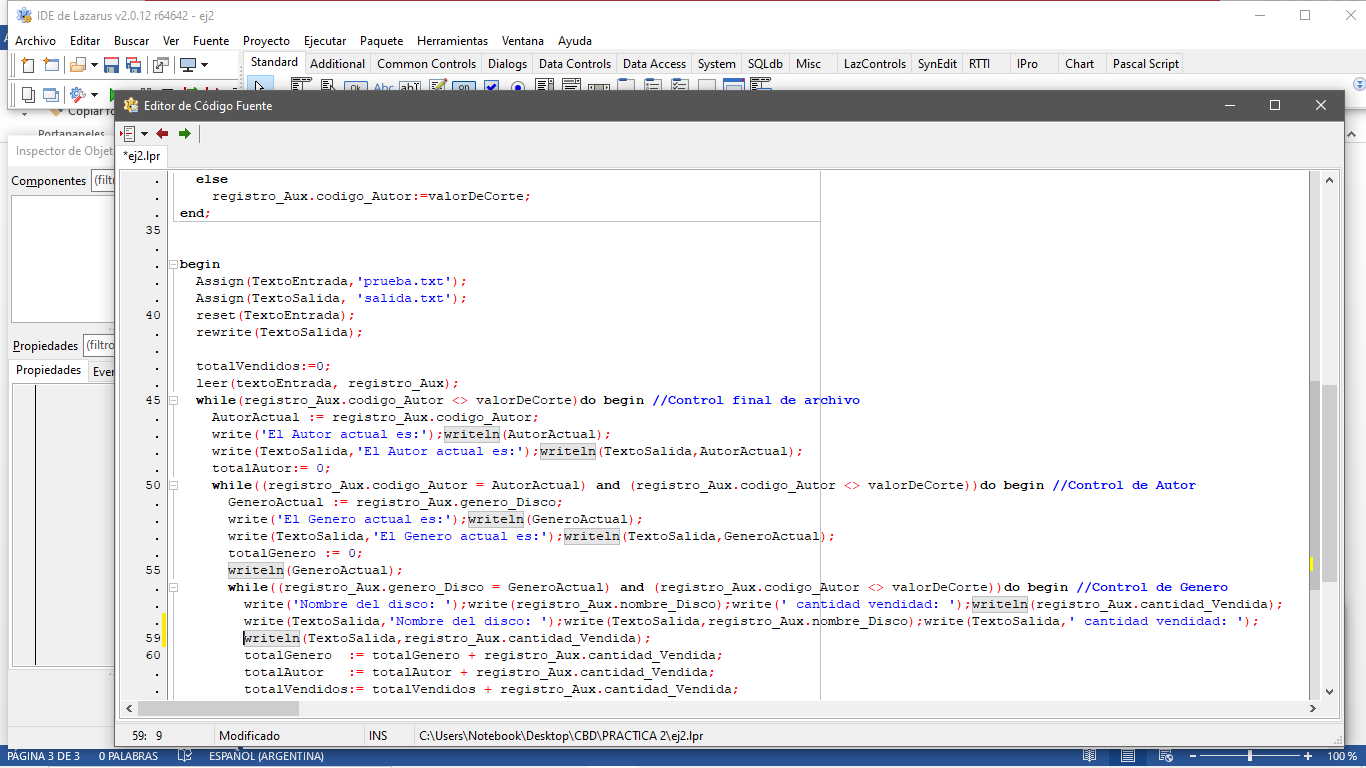 IDE de Lazarus v2.0.12 r64642 - ej2
Archivo Editar Buscar Ver Fuente Proyecto Ejecutar Paquete Herramientas Ventana Ayuda
Standard Additional Common Controls Dialogs Data Controls Data Access System SQLdb Misc LazControls SynEdit RTTI IPro Chart Pascal Script
Editor de Código Fuente
Copiar fo
Portapapeles
Inspector de Objet
*ej2.lpr
Componentes (filtr
Propiedades (filtro
Propiedades Ever
else
registro_Aux.codigo_Autor:=valorDeCorte;
end;
35
begin
Assign(TextoEntrada,'prueba.txt');
Assign(TextoSalida, 'salida.txt');
40 reset(TextoEntrada);
rewrite(TextoSalida);
totalVendidos:=0;
leer(textoEntrada, registro_Aux);
45 while(registro_Aux.codigo_Autor <> valorDeCorte)do begin //Control final de archivo
AutorActual := registro_Aux.codigo_Autor;
write('El Autor actual es:');writeln(AutorActual);
write(TextoSalida,'El Autor actual es:');writeln(TextoSalida,AutorActual);
totalAutor:= 0;
50 while((registro_Aux.codigo_Autor = AutorActual) and (registro_Aux.codigo_Autor <> valorDeCorte))do begin //Control de Autor
GeneroActual := registro_Aux.genero_Disco;
write('El Genero actual es:');writeln(GeneroActual);
write(TextoSalida,'El Genero actual es:');writeln(TextoSalida,GeneroActual);
totalGenero := 0;
55 writeln(GeneroActual);
while((registro_Aux.genero_Disco = GeneroActual) and (registro_Aux.codigo_Autor <> valorDeCorte))do begin //Control de Genero
write('Nombre del disco: ');write(registro_Aux.nombre_Disco);write(' cantidad vendidad: ');writeln(registro_Aux.cantidad_Vendida);
write(TextoSalida,'Nombre del disco: ');write(TextoSalida,registro_Aux.nombre_Disco);write(TextoSalida,' cantidad vendidad: ');
59 writeln(TextoSalida,registro_Aux.cantidad_Vendida);
60 totalGenero := totalGenero + registro_Aux.cantidad_Vendida;
totalAutor := totalAutor + registro_Aux.cantidad_Vendida;
totalVendidos:= totalVendidos + registro_Aux.cantidad_Vendida;
59: 9 Modificado INS C:\Users\Notebook\Desktop\CBD\PRACTICA 2\ej2.lpr
PÁGINA 3 DE 3 0 PALABRAS ESPAÑOL (ARGENTINA) 100 %